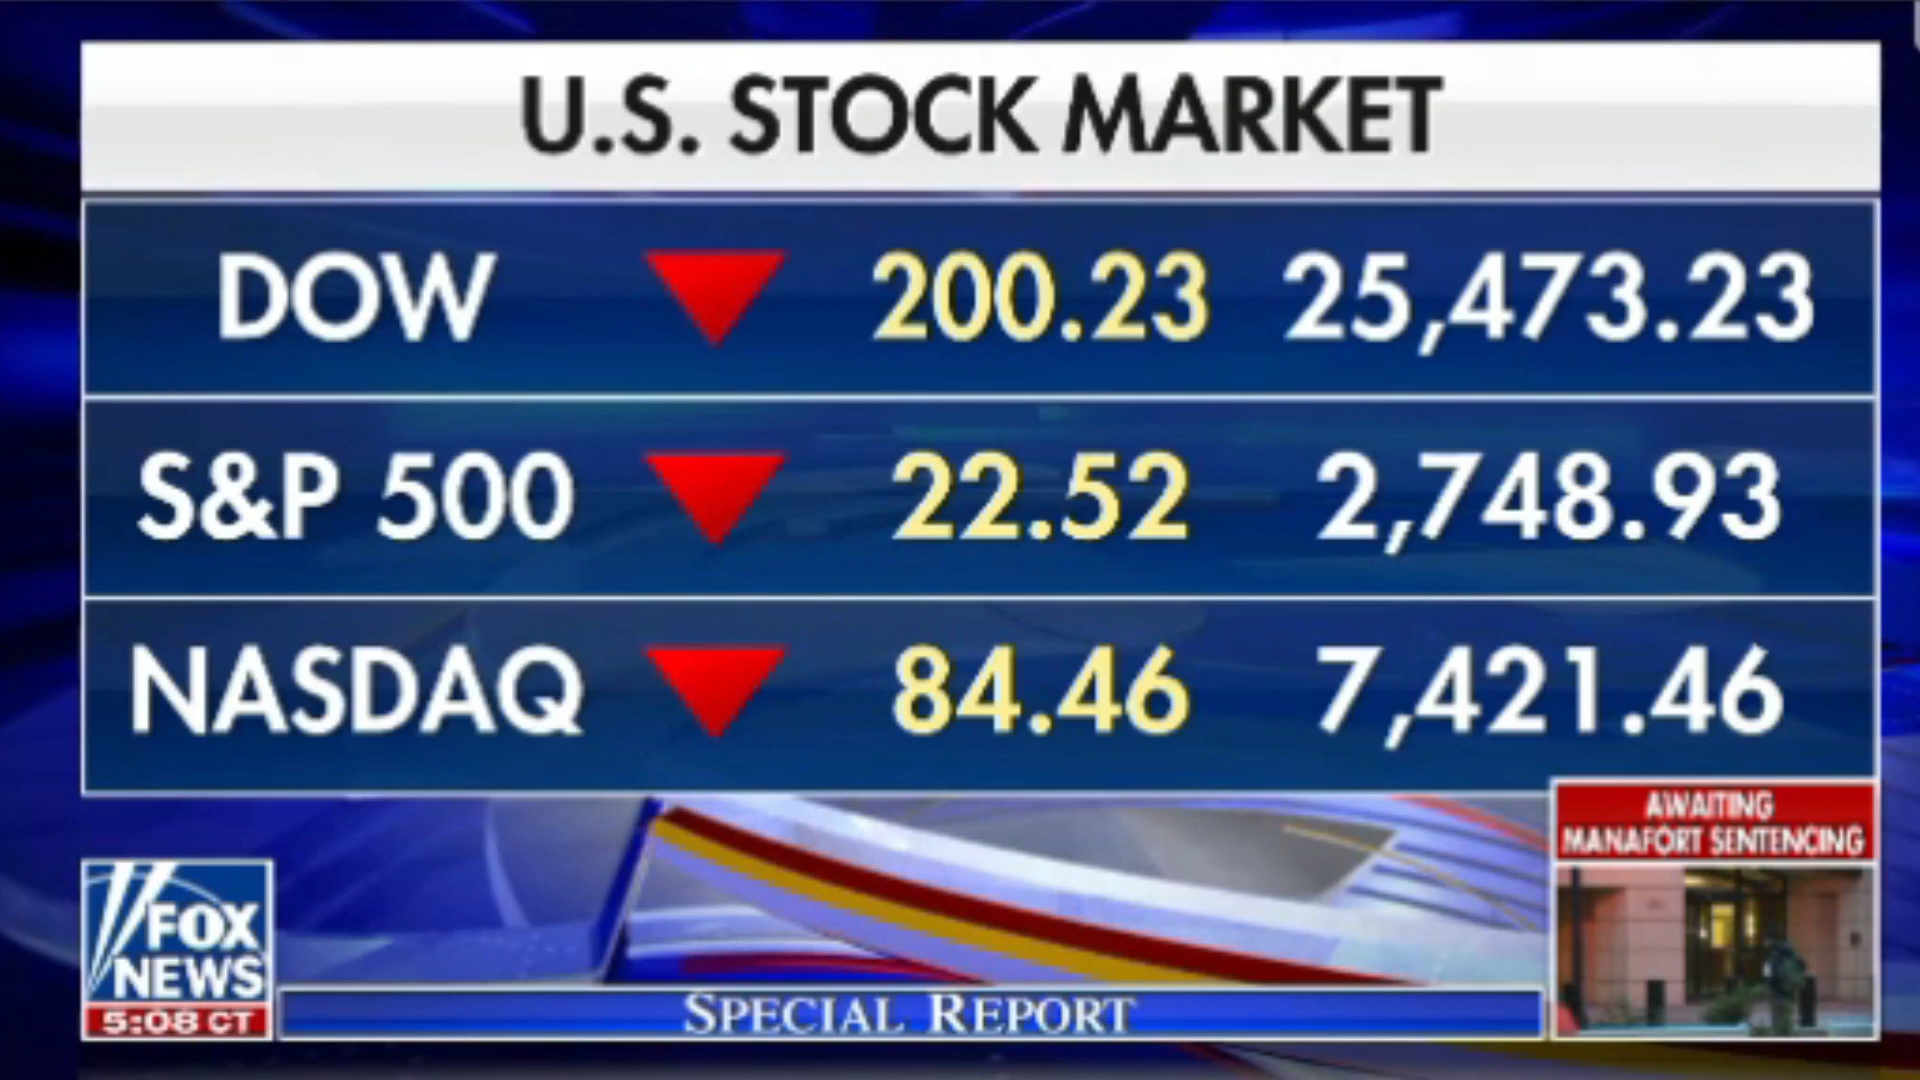 U.S. STOCK MARKET
DOW 200.23 25,473.23
S&P 500 22.52 2,748.93
NASDAQ 84.46 7,421.46
AWAITING
MANAFORT SENTENCING
FOX
NEWS
5:08 CT
SPECIAL REPORT